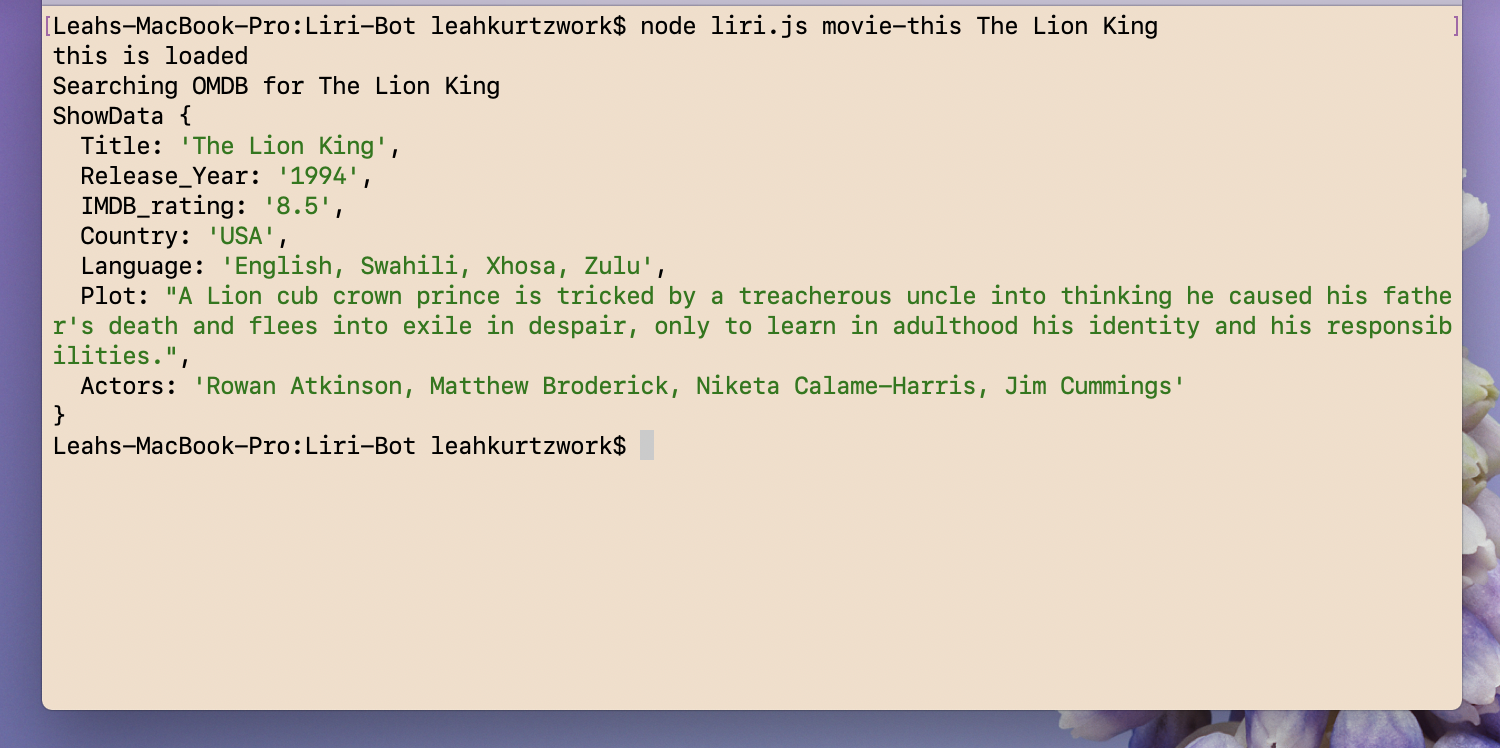 [Leahs-MacBook-Pro:Liri-Bot leahkurtzwork$ node liri.js movie-this The Lion King ]
this is loaded
Searching OMDB for The Lion King
ShowData {
  Title: 'The Lion King',
  Release_Year: '1994',
  IMDB_rating: '8.5',
  Country: 'USA',
  Language: 'English, Swahili, Xhosa, Zulu',
  Plot: "A Lion cub crown prince is tricked by a treacherous uncle into thinking he caused his fathe
r's death and flees into exile in despair, only to learn in adulthood his identity and his responsib
ilities.",
  Actors: 'Rowan Atkinson, Matthew Broderick, Niketa Calame-Harris, Jim Cummings'
}
Leahs-MacBook-Pro:Liri-Bot leahkurtzwork$